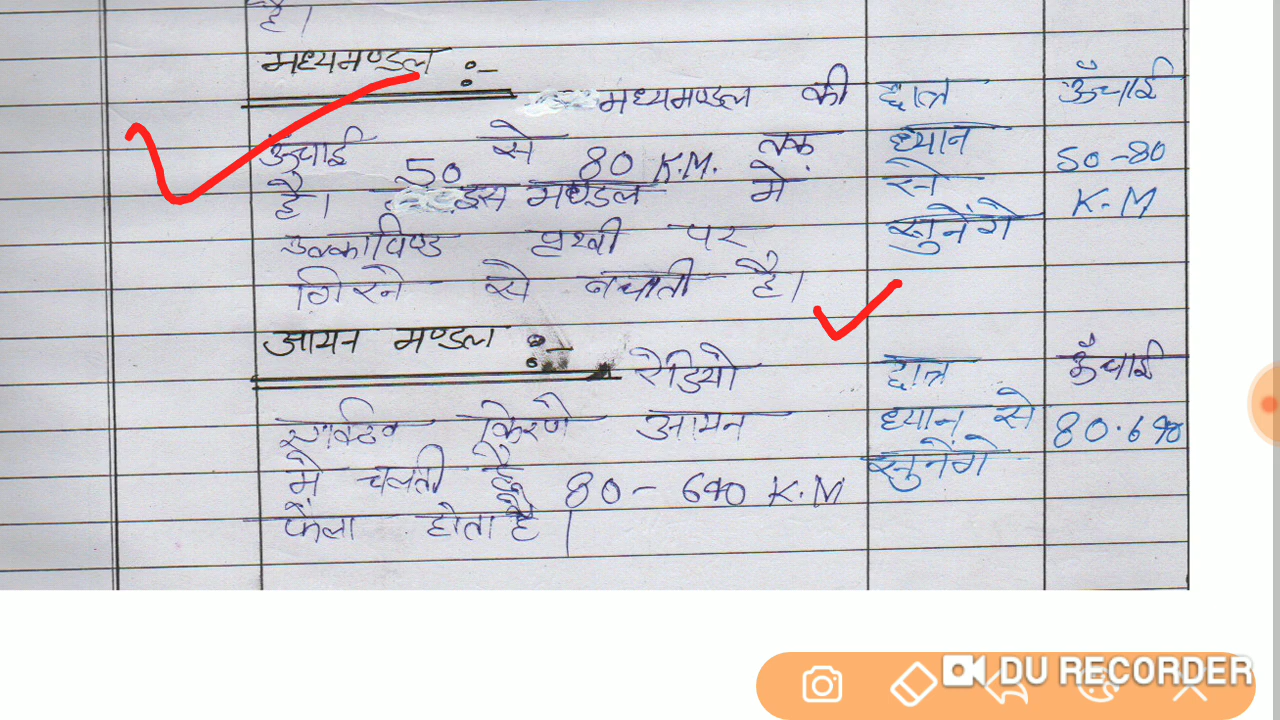 है।
मध्यमण्डल :-
मध्यमण्डल की
ऊँचाई 50 से 80 K.M. तक
है। इस मण्डल में
उल्कापिण्ड पृथ्वी पर
गिरने से बचाती है।
छात्र
ध्यान
से
सुनेंगे
ऊँचाई
50-80
K.M
आयन मण्डल :-
रेडियो
किरणे आयन
मे चलती है 80 - 640 K.M
फैला होता है।
छात्र
ध्यान से
सुनेंगे
ऊँचाई
80.640
DU RECORDER